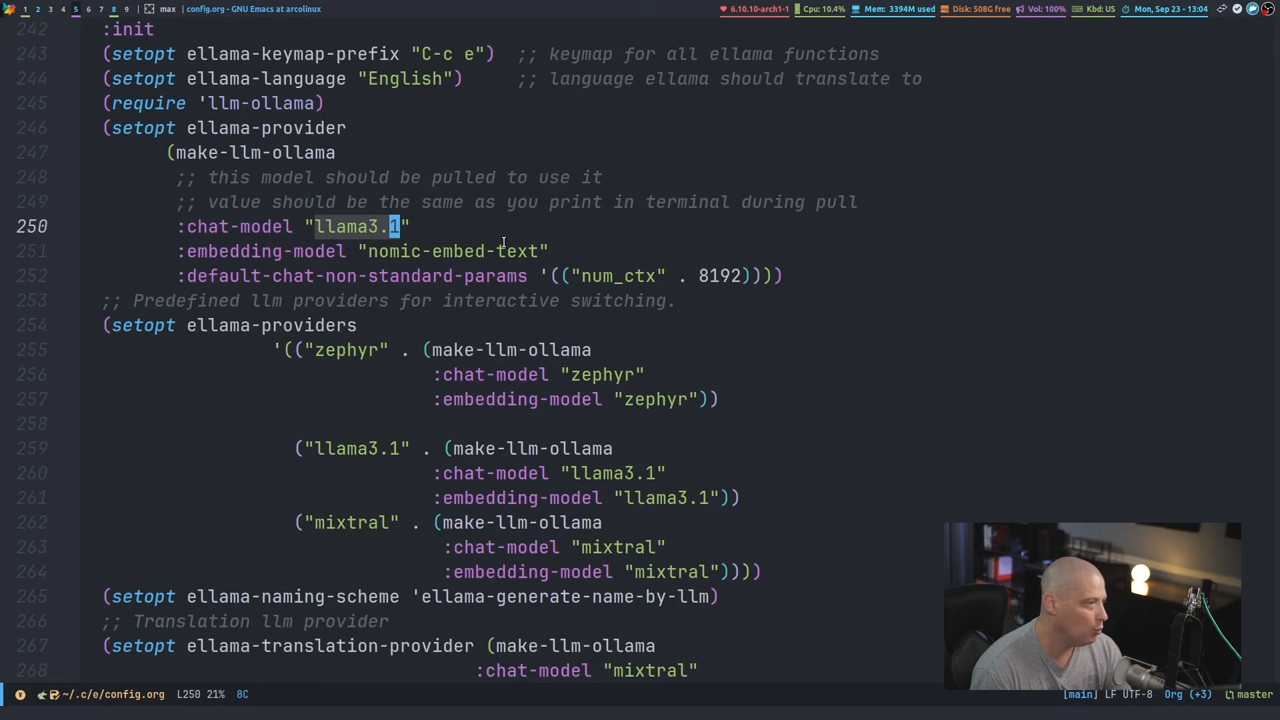 1 2 3 4 5 6 7 8 9 max config.org - GNU Emacs at arcolinux 6.10.10-arch1-1 Cpu: 10.4% Mem: 3394M used Disk: 508G free Vol: 100% Kbd: US Mon, Sep 23 - 13:04
242 :init
243 (setopt ellama-keymap-prefix "C-c e") ;; keymap for all ellama functions
244 (setopt ellama-language "English") ;; language ellama should translate to
245 (require 'llm-ollama)
246 (setopt ellama-provider
247 (make-llm-ollama
248 ;; this model should be pulled to use it
249 ;; value should be the same as you print in terminal during pull
250 :chat-model "llama3.1"
251 :embedding-model "nomic-embed-text"
252 :default-chat-non-standard-params '(("num_ctx" . 8192))))
253 ;; Predefined llm providers for interactive switching.
254 (setopt ellama-providers
255 '(("zephyr" . (make-llm-ollama
256 :chat-model "zephyr"
257 :embedding-model "zephyr"))
258
259 ("llama3.1" . (make-llm-ollama
260 :chat-model "llama3.1"
261 :embedding-model "llama3.1"))
262 ("mixtral" . (make-llm-ollama
263 :chat-model "mixtral"
264 :embedding-model "mixtral"))))
265 (setopt ellama-naming-scheme 'ellama-generate-name-by-llm)
266 ;; Translation llm provider
267 (setopt ellama-translation-provider (make-llm-ollama
268 :chat-model "mixtral"
~/.c/e/config.org L250 21% 8C [main] LF UTF-8 Org (+3) master